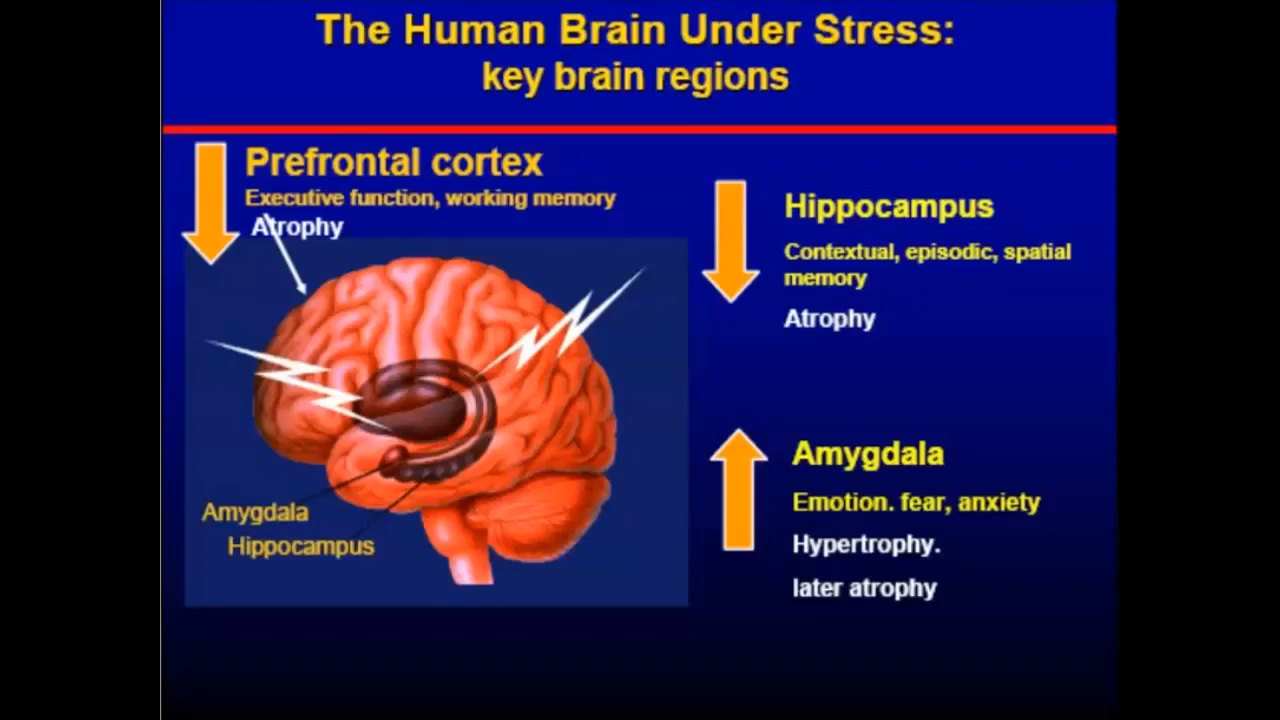 The Human Brain Under Stress:
key brain regions
Prefrontal cortex
Executive function, working memory
Atrophy
Hippocampus
Contextual, episodic, spatial
memory
Atrophy
Amygdala
Emotion. fear, anxiety
Hypertrophy.
later atrophy
Amygdala
Hippocampus